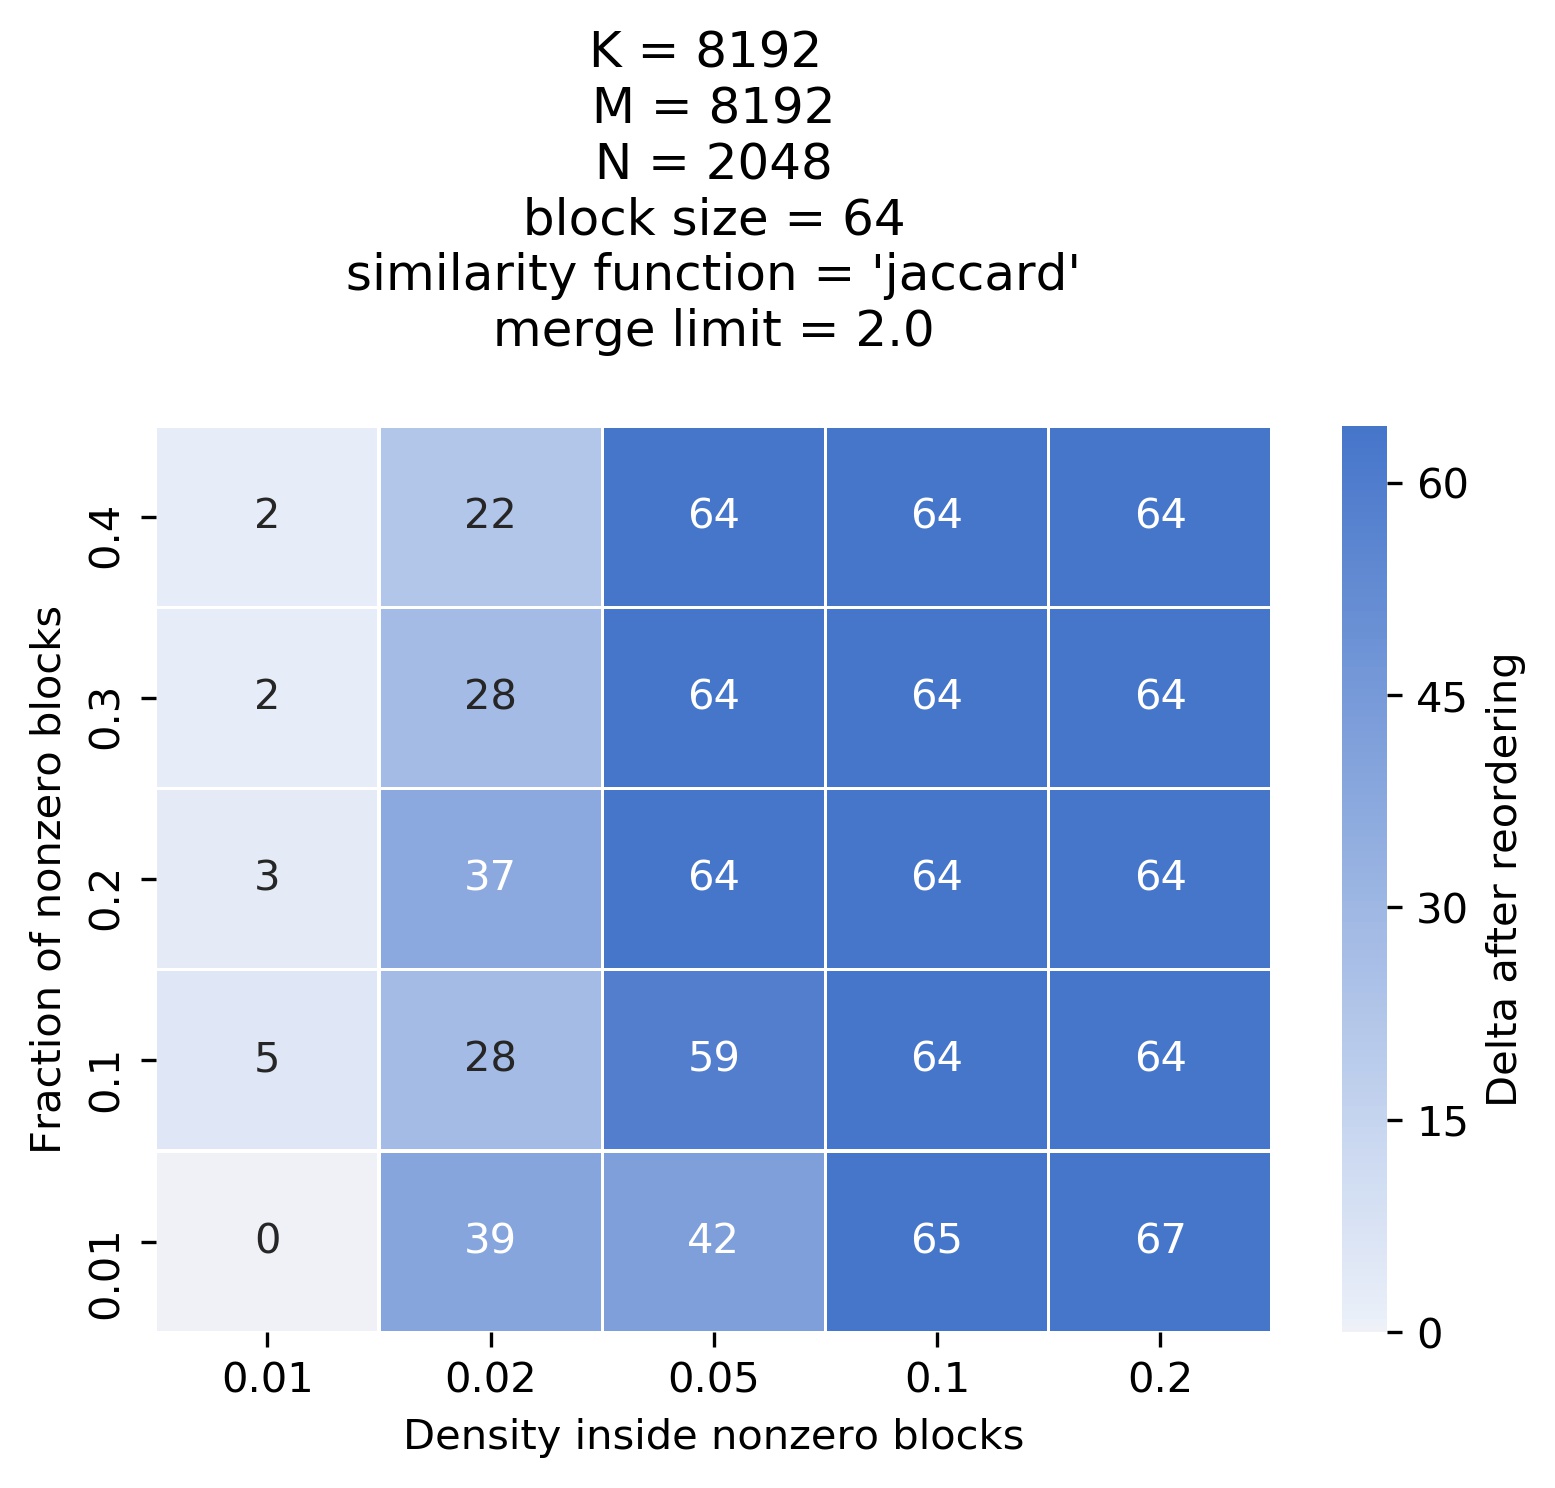 K = 8192
M = 8192
N = 2048
block size = 64
similarity function = 'jaccard'
merge limit = 2.0
Fraction of nonzero blocks
0.4 2 22 64 64 64
0.3 2 28 64 64 64
0.2 3 37 64 64 64
0.1 5 28 59 64 64
0.01 0 39 42 65 67
0.01 0.02 0.05 0.1 0.2
Density inside nonzero blocks
60
45
30
15
0
Delta after reordering